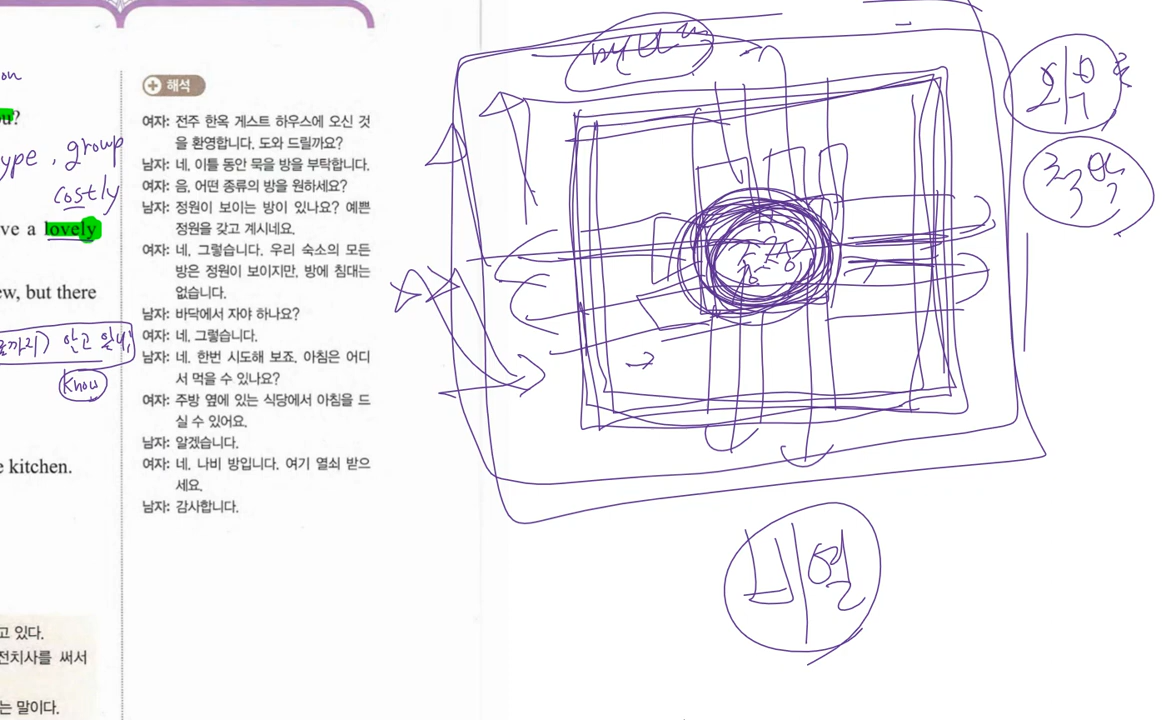 on
ou?
ype, group
costly
ve a lovely
ew, but there
로까지) 안고 있네
Know
e kitchen.
고 있다.
전치사를 써서
는 말이다.
해석
여자: 전주 한옥 게스트 하우스에 오신 것
을 환영합니다. 도와 드릴까요?
남자: 네, 이틀 동안 묵을 방을 부탁합니다.
여자: 음, 어떤 종류의 방을 원하세요?
남자: 정원이 보이는 방이 있나요? 예쁜
정원을 갖고 계시네요.
여자: 네, 그렇습니다. 우리 숙소의 모든
방은 정원이 보이지만, 방에 침대는
없습니다.
남자: 바닥에서 자야 하나요?
여자: 네, 그렇습니다.
남자: 네, 한번 시도해 보죠. 아침은 어디
서 먹을 수 있나요?
여자: 주방 옆에 있는 식당에서 아침을 드
실 수 있어요.
남자: 알겠습니다.
여자: 네, 나비 방입니다. 여기 열쇠 받으
세요.
남자: 감사합니다.